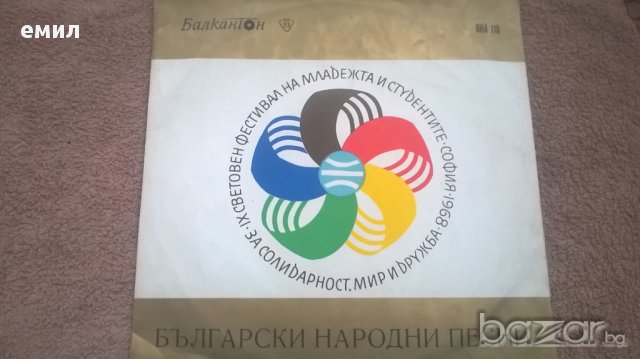 емил
Балкантон 33
ВНА 110
IX СВЕТОВЕН ФЕСТИВАЛ НА МЛАДЕЖТА И СТУДЕНТИТЕ · СОФИЯ 1968 · ЗА СОЛИДАРНОСТ, МИР И ДРУЖБА ·
БЪЛГАРСКИ НАРОДНИ
bazar.bg